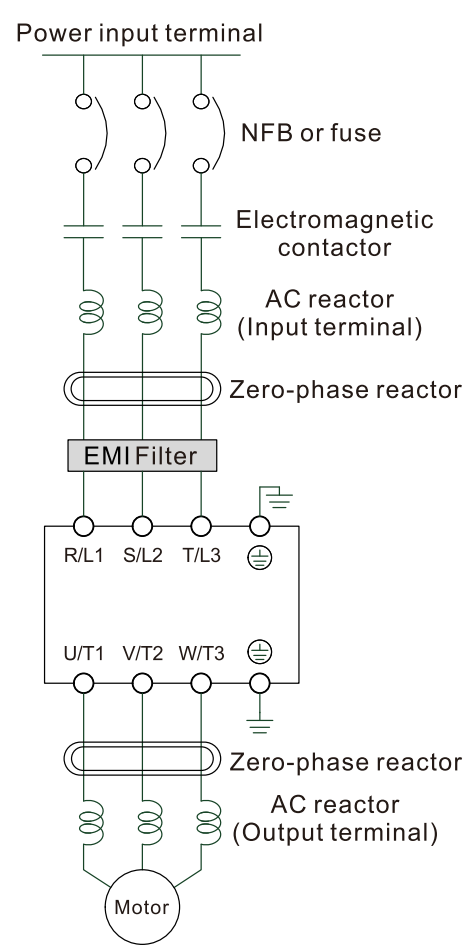 Power input terminal
NFB or fuse
Electromagnetic
contactor
AC reactor
(Input terminal)
Zero-phase reactor
EMI Filter
R/L1 S/L2 T/L3
U/T1 V/T2 W/T3
Zero-phase reactor
AC reactor
(Output terminal)
Motor